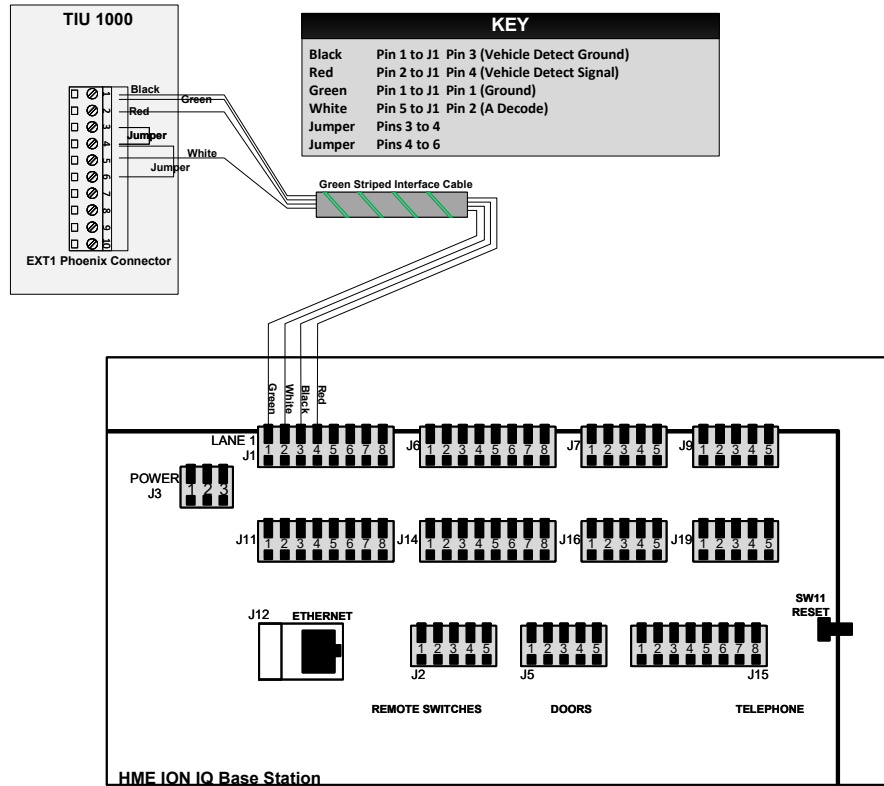 TIU 1000
1
2
3
4
5
6
7
8
9
10
Black
Green
Red
Jumper
White
Jumper
EXT1 Phoenix Connector
KEY
Black Pin 1 to J1 Pin 3 (Vehicle Detect Ground)
Red Pin 2 to J1 Pin 4 (Vehicle Detect Signal)
Green Pin 1 to J1 Pin 1 (Ground)
White Pin 5 to J1 Pin 2 (A Decode)
Jumper Pins 3 to 4
Jumper Pins 4 to 6
Green Striped Interface Cable
Green
White
Black
Red
LANE 1
J1
1 2 3 4 5 6 7 8
J6
1 2 3 4 5 6 7 8
J7
1 2 3 4 5
J9
1 2 3 4 5
POWER
J3
1 2 3
J11
1 2 3 4 5 6 7 8
J14
1 2 3 4 5 6 7 8
J16
1 2 3 4 5
J19
1 2 3 4 5
SW11
RESET
J12 ETHERNET
1 2 3 4 5
J2
1 2 3 4 5
J5
1 2 3 4 5 6 7 8
J15
REMOTE SWITCHES
DOORS
TELEPHONE
HME ION IQ Base Station